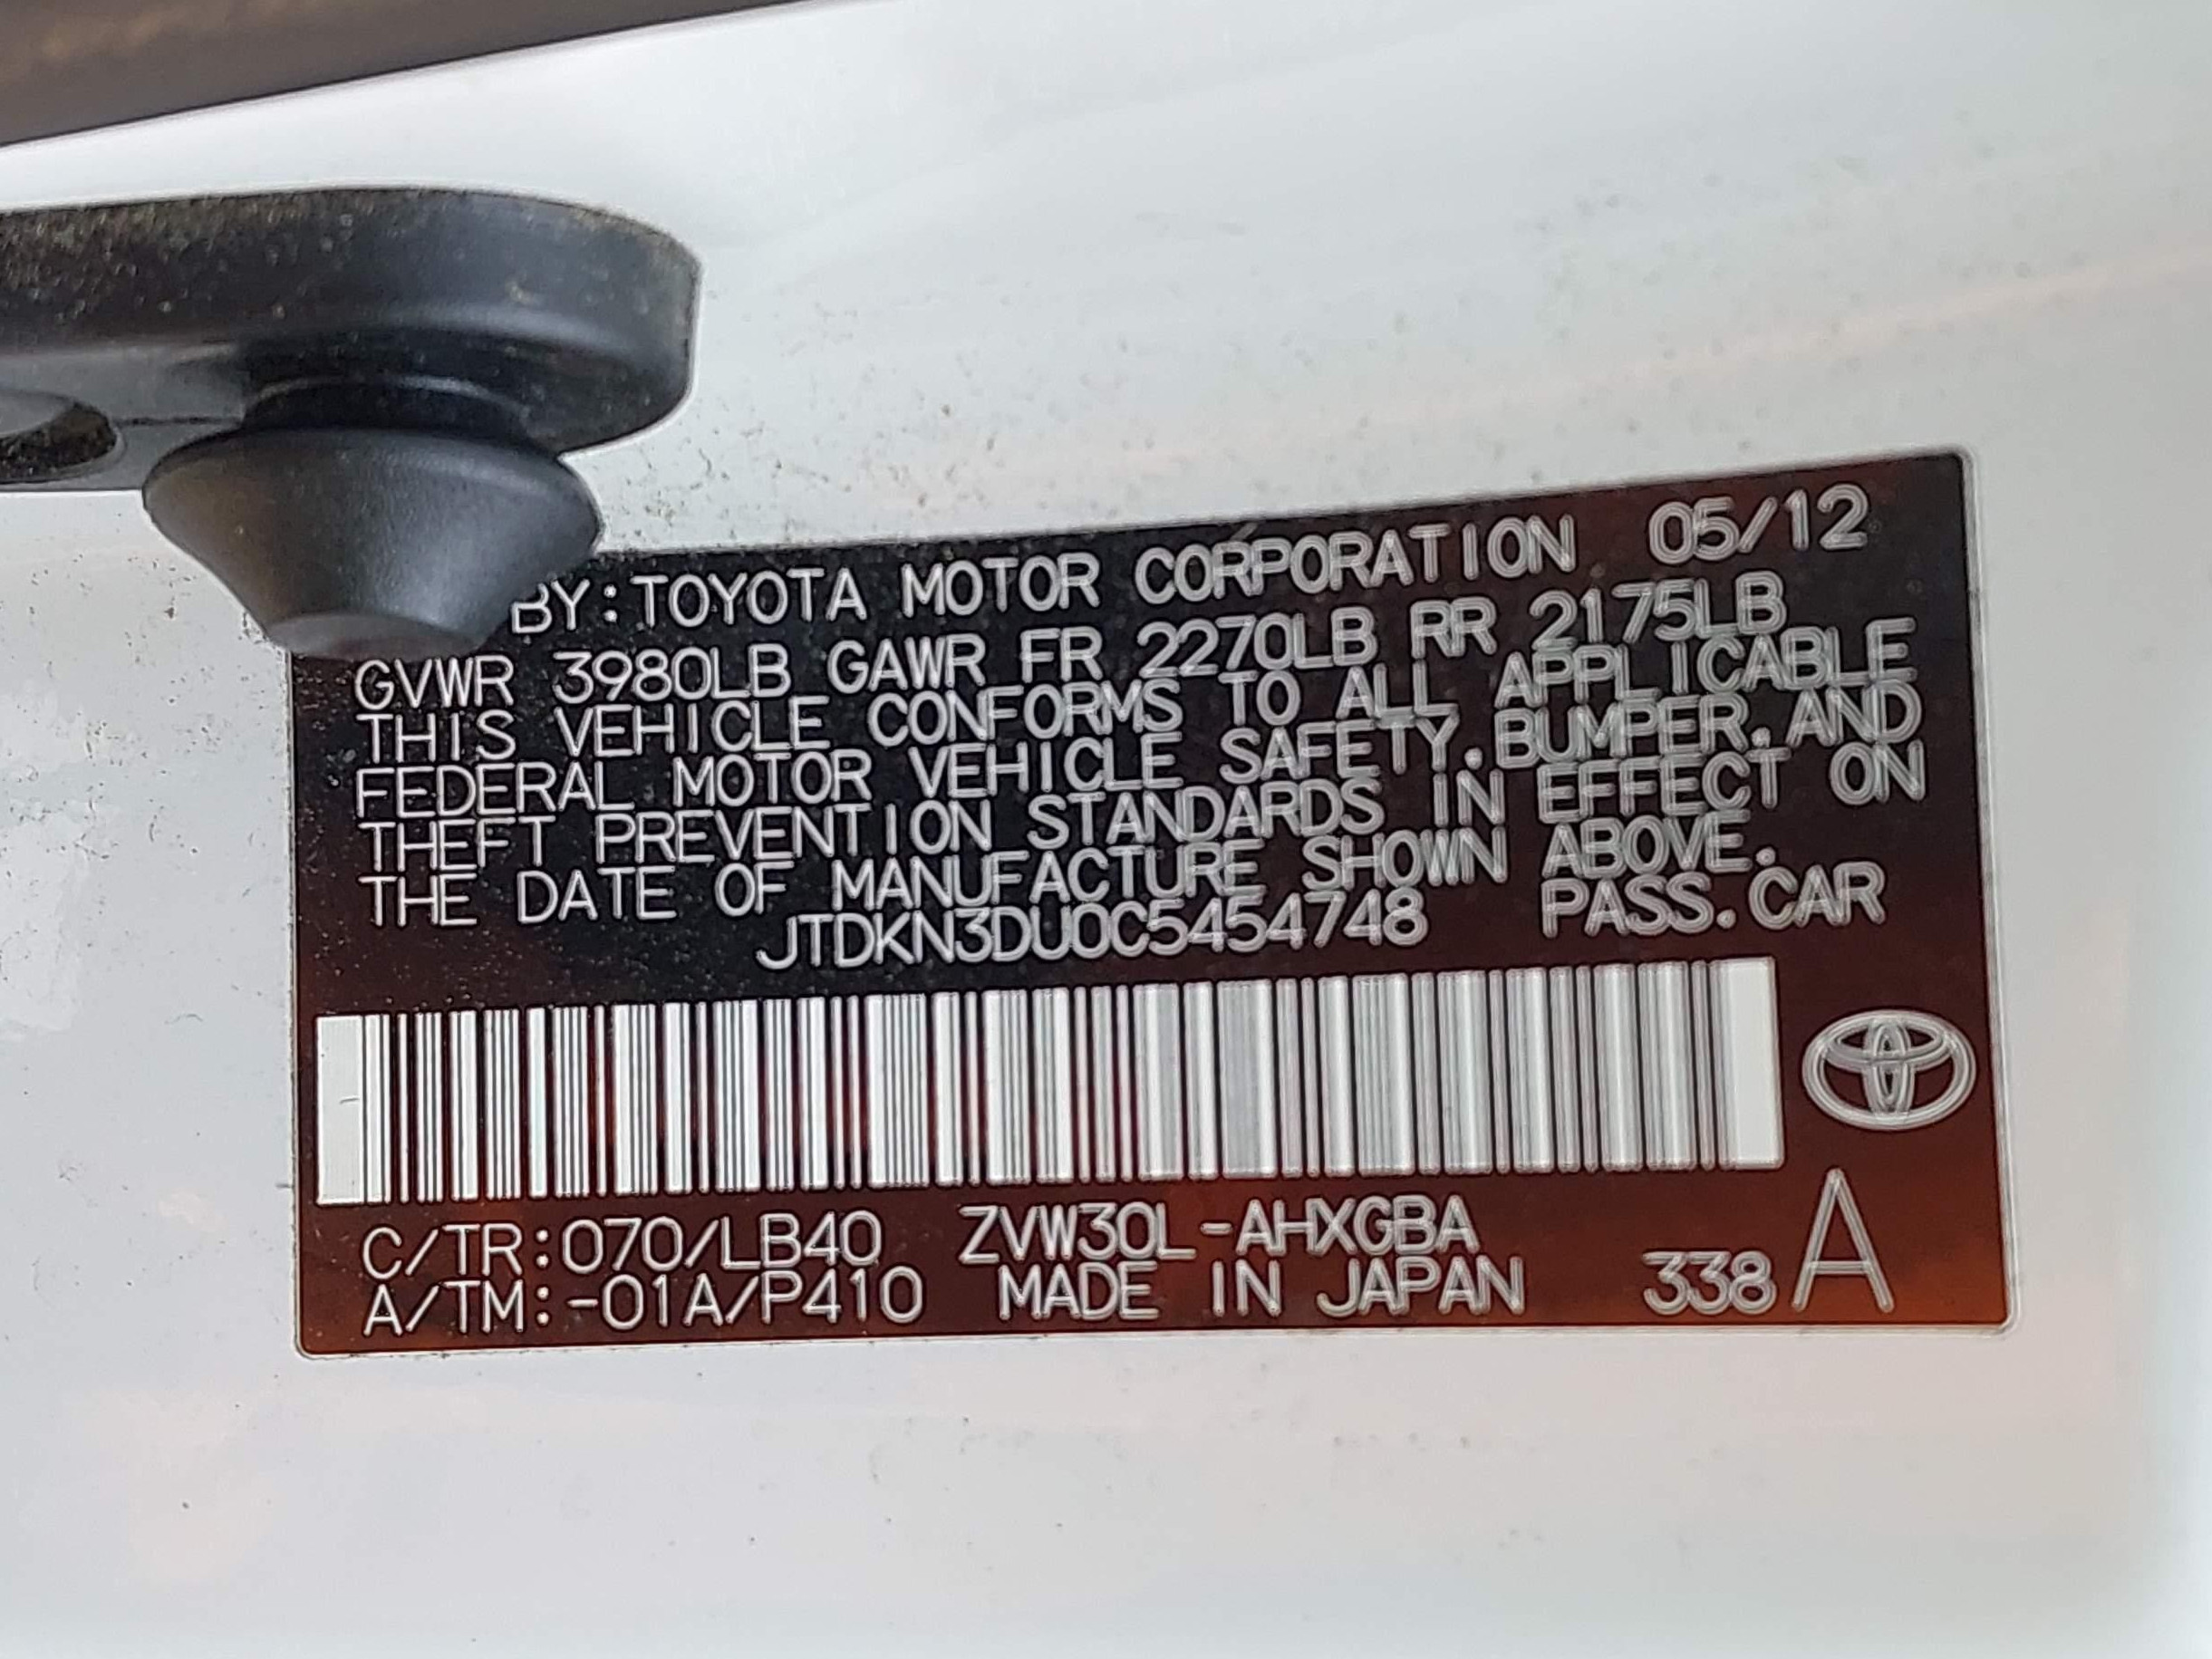 BY:TOYOTA MOTOR CORPORATION 05/12
GVWR 3980LB GAWR FR 2270LB RR 2175LB
THIS VEHICLE CONFORMS TO ALL APPLICABLE
FEDERAL MOTOR VEHICLE SAFETY.BUMPER.AND
THEFT PREVENTION STANDARDS IN EFFECT ON
THE DATE OF MANUFACTURE SHOWN ABOVE.
JTDKN3DU0C5454748 PASS.CAR
C/TR:070/LB40 ZVW30L-AHXGBA
A/TM:-01A/P410 MADE IN JAPAN 338 A